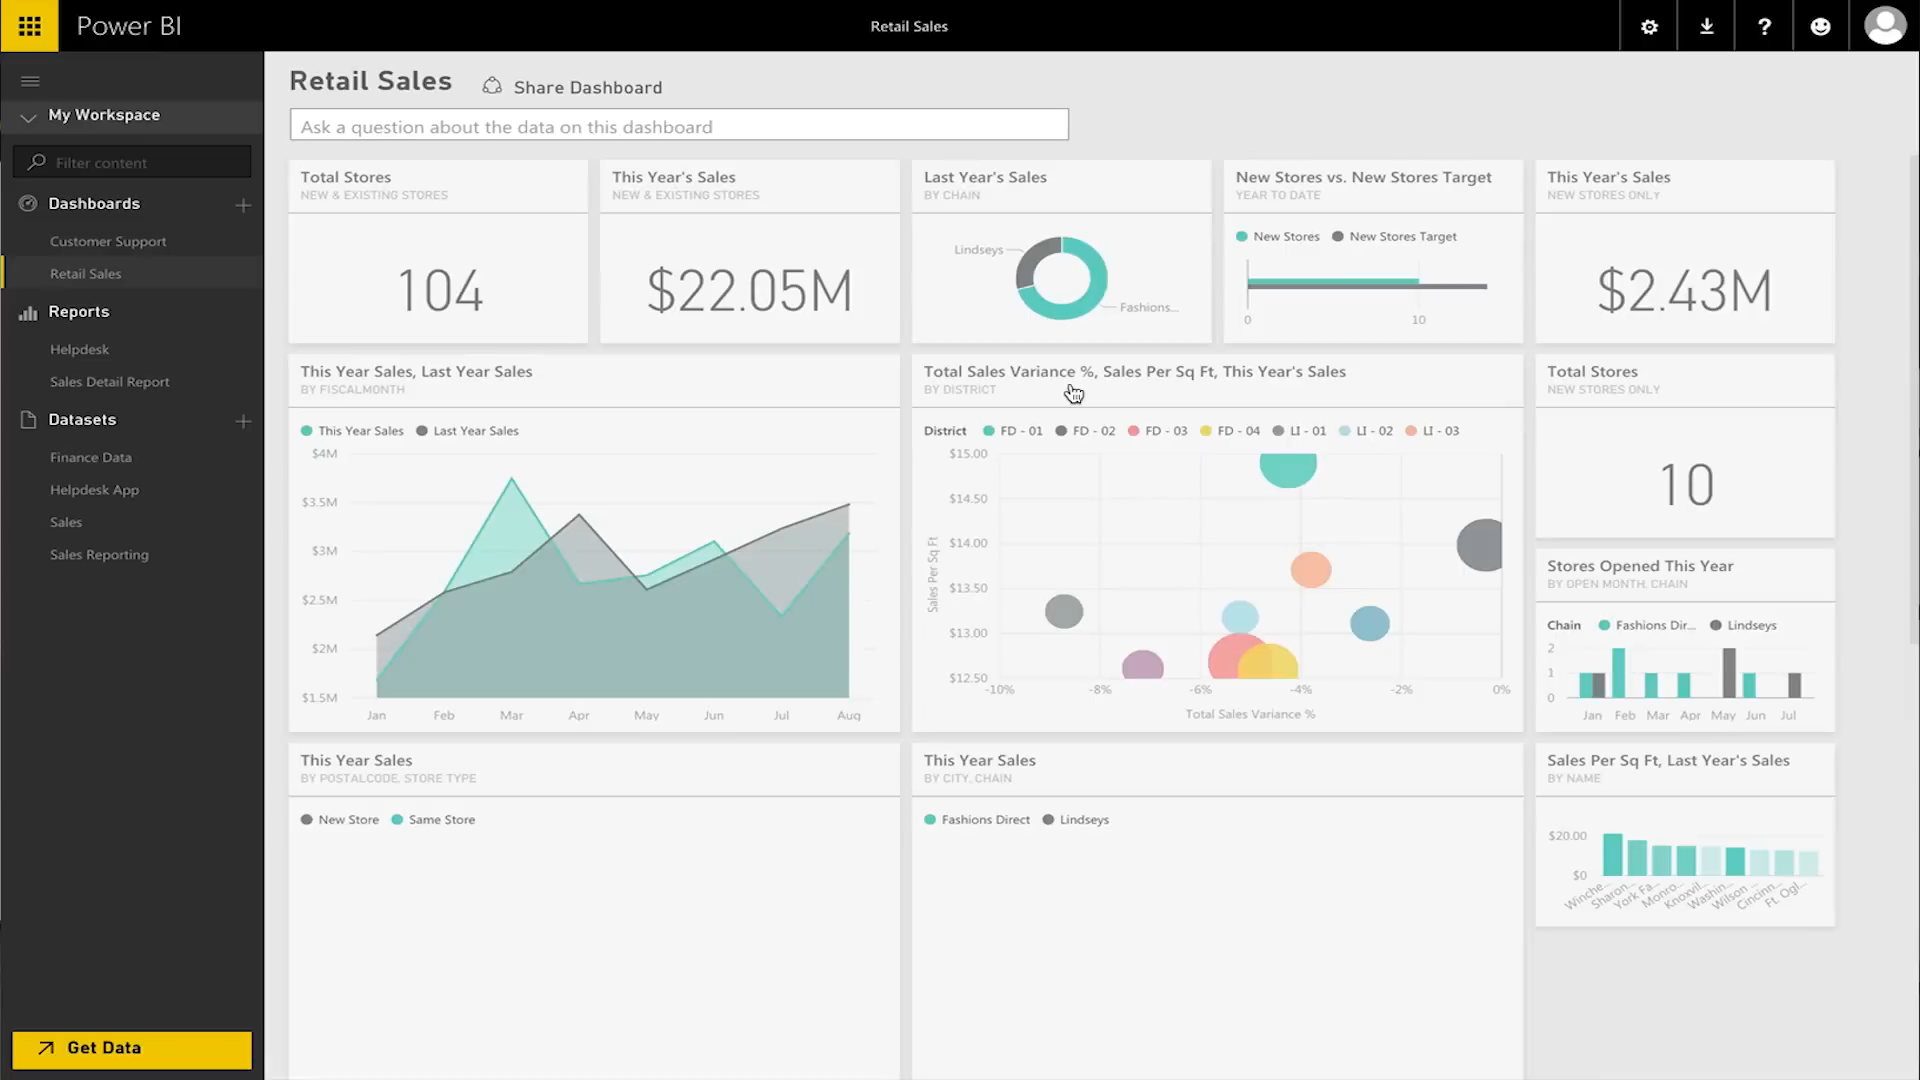 Power BI
Retail Sales
My Workspace
Filter content
Dashboards
Customer Support
Retail Sales
Reports
Helpdesk
Sales Detail Report
Datasets
Finance Data
Helpdesk App
Sales
Sales Reporting
Get Data
Retail Sales Share Dashboard
Ask a question about the data on this dashboard
Total Stores
NEW & EXISTING STORES
104
This Year's Sales
NEW & EXISTING STORES
$22.05M
Last Year's Sales
BY CHAIN
Lindseys
Fashions...
New Stores vs. New Stores Target
YEAR TO DATE
New Stores New Stores Target
0 10
This Year's Sales
NEW STORES ONLY
$2.43M
This Year Sales, Last Year Sales
BY FISCALMONTH
This Year Sales Last Year Sales
$4M
$3.5M
$3M
$2.5M
$2M
$1.5M
Jan Feb Mar Apr May Jun Jul Aug
Total Sales Variance %, Sales Per Sq Ft, This Year's Sales
BY DISTRICT
District FD - 01 FD - 02 FD - 03 FD - 04 LI - 01 LI - 02 LI - 03
Sales Per Sq Ft
$15.00
$14.50
$14.00
$13.50
$13.00
$12.50
-10% -8% -6% -4% -2% 0%
Total Sales Variance %
Total Stores
NEW STORES ONLY
10
Stores Opened This Year
BY OPEN MONTH, CHAIN
Chain Fashions Dir... Lindseys
2
1
0
Jan Feb Mar Apr May Jun Jul
This Year Sales
BY POSTALCODE, STORE TYPE
New Store Same Store
This Year Sales
BY CITY, CHAIN
Fashions Direct Lindseys
Sales Per Sq Ft, Last Year's Sales
BY NAME
$20.00
$0
Winche... Sharon... York Fa... Monro... Knoxvil... Washin... Wilson ... Cincinn... Ft. Ogl...